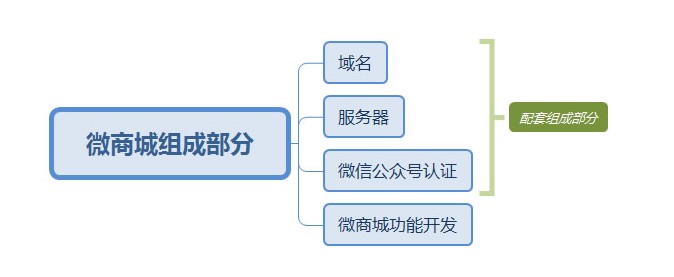 微商城组成部分
域名
服务器
微信公众号认证
微商城功能开发
配套组成部分